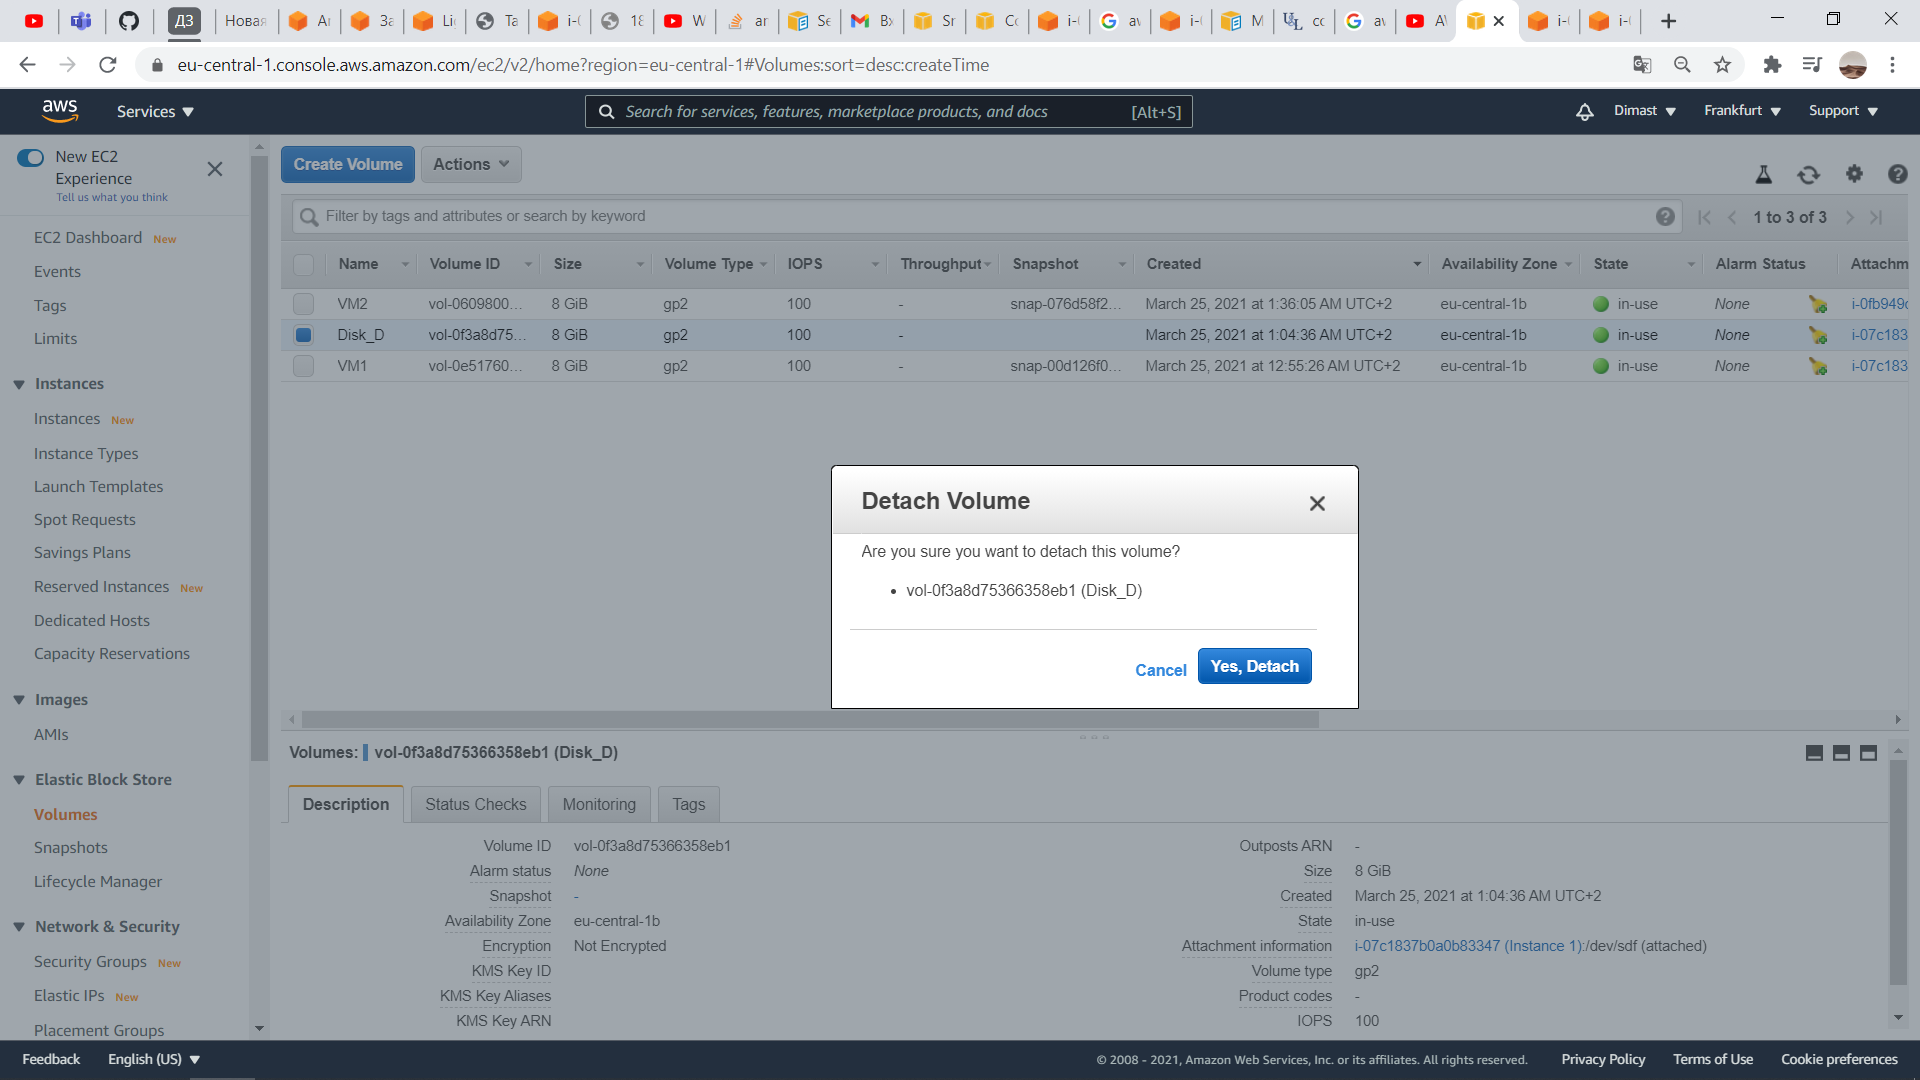 ДЗ
Новая
Ar
За
Li
Ta
i-
18
W
ar
Se
Вх
Sr
Cc
i-
av
i-
M
cc
av
A\
i-
i-
eu-central-1.console.aws.amazon.com/ec2/v2/home?region=eu-central-1#Volumes:sort=desc:createTime
aws
Services
Search for services, features, marketplace products, and docs [Alt+S]
Dimast
Frankfurt
Support
New EC2
Experience
Tell us what you think
EC2 Dashboard New
Events
Tags
Limits
Instances
Instances New
Instance Types
Launch Templates
Spot Requests
Savings Plans
Reserved Instances New
Dedicated Hosts
Capacity Reservations
Images
AMIs
Elastic Block Store
Volumes
Snapshots
Lifecycle Manager
Network & Security
Security Groups New
Elastic IPs New
Placement Groups
Create Volume
Actions
Filter by tags and attributes or search by keyword
1 to 3 of 3
Name Volume ID Size Volume Type IOPS Throughput Snapshot Created Availability Zone State Alarm Status Attachm
VM2 vol-0609800... 8 GiB gp2 100 - snap-076d58f2... March 25, 2021 at 1:36:05 AM UTC+2 eu-central-1b in-use None i-0fb949c
Disk_D vol-0f3a8d75... 8 GiB gp2 100 - March 25, 2021 at 1:04:36 AM UTC+2 eu-central-1b in-use None i-07c183
VM1 vol-0e51760... 8 GiB gp2 100 - snap-00d126f0... March 25, 2021 at 12:55:26 AM UTC+2 eu-central-1b in-use None i-07c183
Detach Volume
Are you sure you want to detach this volume?
• vol-0f3a8d75366358eb1 (Disk_D)
Cancel
Yes, Detach
Volumes: vol-0f3a8d75366358eb1 (Disk_D)
Description
Status Checks
Monitoring
Tags
Volume ID vol-0f3a8d75366358eb1
Alarm status None
Snapshot -
Availability Zone eu-central-1b
Encryption Not Encrypted
KMS Key ID
KMS Key Aliases
KMS Key ARN
Outposts ARN -
Size 8 GiB
Created March 25, 2021 at 1:04:36 AM UTC+2
State in-use
Attachment information i-07c1837b0a0b83347 (Instance 1):/dev/sdf (attached)
Volume type gp2
Product codes -
IOPS 100
Feedback
English (US)
© 2008 - 2021, Amazon Web Services, Inc. or its affiliates. All rights reserved.
Privacy Policy
Terms of Use
Cookie preferences